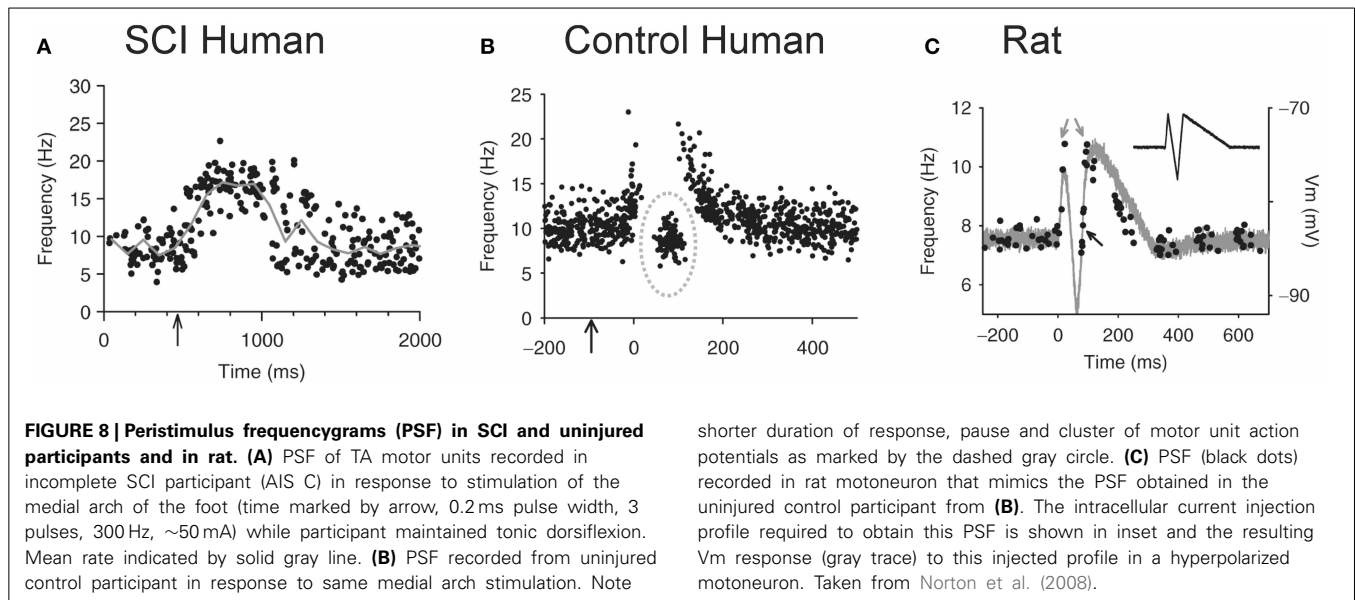 A SCI Human
B Control Human
C Rat
30
25
20
15
10
5
0
Frequency (Hz)
0 1000 2000
Time (ms)
25
20
15
10
5
0
Frequency (Hz)
−200 0 200 400
12
10
8
6
Frequency (Hz)
−70
−90
Vm (mV)
−200 0 200 400 600
Time (ms)
FIGURE 8 | Peristimulus frequencygrams (PSF) in SCI and uninjured
participants and in rat. (A) PSF of TA motor units recorded in
incomplete SCI participant (AIS C) in response to stimulation of the
medial arch of the foot (time marked by arrow, 0.2 ms pulse width, 3
pulses, 300 Hz, ~50 mA) while participant maintained tonic dorsiflexion.
Mean rate indicated by solid gray line. (B) PSF recorded from uninjured
control participant in response to same medial arch stimulation. Note
shorter duration of response, pause and cluster of motor unit action
potentials as marked by the dashed gray circle. (C) PSF (black dots)
recorded in rat motoneuron that mimics the PSF obtained in the
uninjured control participant from (B). The intracellular current injection
profile required to obtain this PSF is shown in inset and the resulting
Vm response (gray trace) to this injected profile in a hyperpolarized
motoneuron. Taken from Norton et al. (2008).